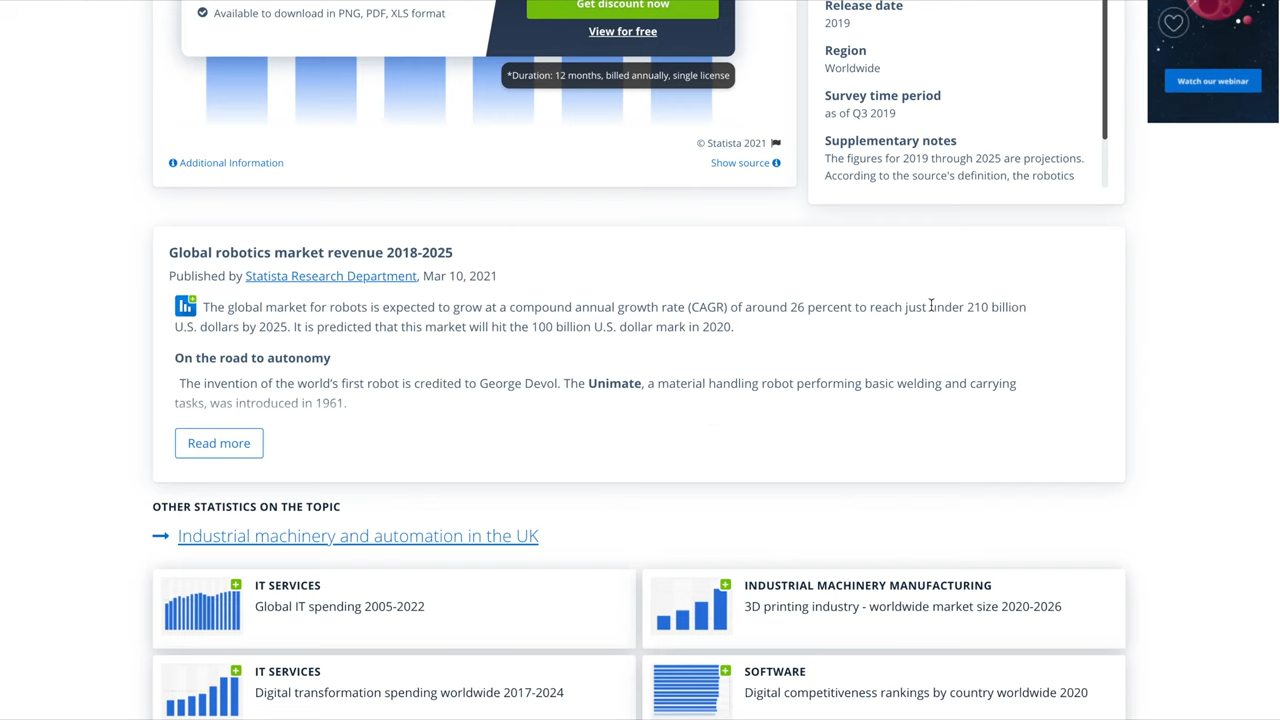 Available to download in PNG, PDF, XLS format
Get discount now
View for free
*Duration: 12 months, billed annually, single license
© Statista 2021
Additional Information
Show source
Release date
2019
Region
Worldwide
Survey time period
as of Q3 2019
Supplementary notes
The figures for 2019 through 2025 are projections.
According to the source's definition, the robotics
Watch our webinar
Global robotics market revenue 2018-2025
Published by Statista Research Department, Mar 10, 2021
The global market for robots is expected to grow at a compound annual growth rate (CAGR) of around 26 percent to reach just under 210 billion
U.S. dollars by 2025. It is predicted that this market will hit the 100 billion U.S. dollar mark in 2020.
On the road to autonomy
The invention of the world's first robot is credited to George Devol. The Unimate, a material handling robot performing basic welding and carrying
tasks, was introduced in 1961.
Read more
OTHER STATISTICS ON THE TOPIC
Industrial machinery and automation in the UK
IT SERVICES
Global IT spending 2005-2022
INDUSTRIAL MACHINERY MANUFACTURING
3D printing industry - worldwide market size 2020-2026
IT SERVICES
Digital transformation spending worldwide 2017-2024
SOFTWARE
Digital competitiveness rankings by country worldwide 2020